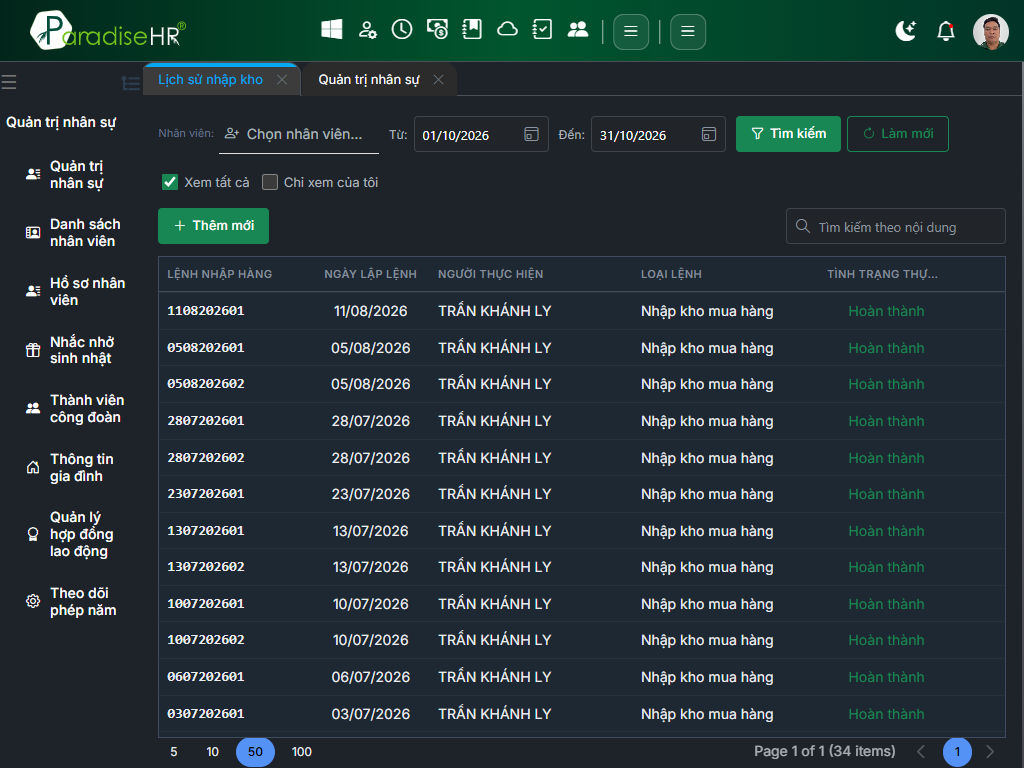 ParadiseHR®
Lịch sử nhập kho
Quản trị nhân sự
Quản trị nhân sự
Quản trị
nhân sự
Danh sách
nhân viên
Hồ sơ nhân
viên
Nhắc nhở
sinh nhật
Thành viên
công đoàn
Thông tin
gia đình
Quản lý
hợp đồng
lao động
Theo dõi
phép năm
Nhân viên: Chọn nhân viên... Từ: 01/10/2026 Đến: 31/10/2026 Tìm kiếm Làm mới
Xem tất cả Chỉ xem của tôi
Thêm mới Tìm kiếm theo nội dung
LỆNH NHẬP HÀNG NGÀY LẬP LỆNH NGƯỜI THỰC HIỆN LOẠI LỆNH TÌNH TRẠNG THỰ...
1108202601 11/08/2026 TRẦN KHÁNH LY Nhập kho mua hàng Hoàn thành
0508202601 05/08/2026 TRẦN KHÁNH LY Nhập kho mua hàng Hoàn thành
0508202602 05/08/2026 TRẦN KHÁNH LY Nhập kho mua hàng Hoàn thành
2807202601 28/07/2026 TRẦN KHÁNH LY Nhập kho mua hàng Hoàn thành
2807202602 28/07/2026 TRẦN KHÁNH LY Nhập kho mua hàng Hoàn thành
2307202601 23/07/2026 TRẦN KHÁNH LY Nhập kho mua hàng Hoàn thành
1307202601 13/07/2026 TRẦN KHÁNH LY Nhập kho mua hàng Hoàn thành
1307202602 13/07/2026 TRẦN KHÁNH LY Nhập kho mua hàng Hoàn thành
1007202601 10/07/2026 TRẦN KHÁNH LY Nhập kho mua hàng Hoàn thành
1007202602 10/07/2026 TRẦN KHÁNH LY Nhập kho mua hàng Hoàn thành
0607202601 06/07/2026 TRẦN KHÁNH LY Nhập kho mua hàng Hoàn thành
0307202601 03/07/2026 TRẦN KHÁNH LY Nhập kho mua hàng Hoàn thành
5 10 50 100 Page 1 of 1 (34 items) 1